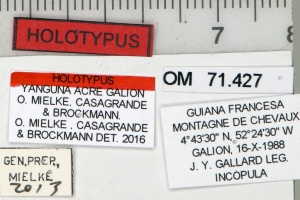 7 8
HOLOTYPUS
HOLOTYPUS
YANGUNA ACRE GALION
O. MIELKE, CASAGRANDE
& BROCKMANN.
O. MIELKE , CASAGRANDE
& BROCKMANN DET. 2016
OM 71.427
GUIANA FRANCESA
MONTAGNE DE CHEVAUX
4°43'30" N, 52°24'30" W
GALION, 16-X-1988
J. Y. GALLARD LEG.
INCÓPULA
GEN.PREP.
MIELKE
2013